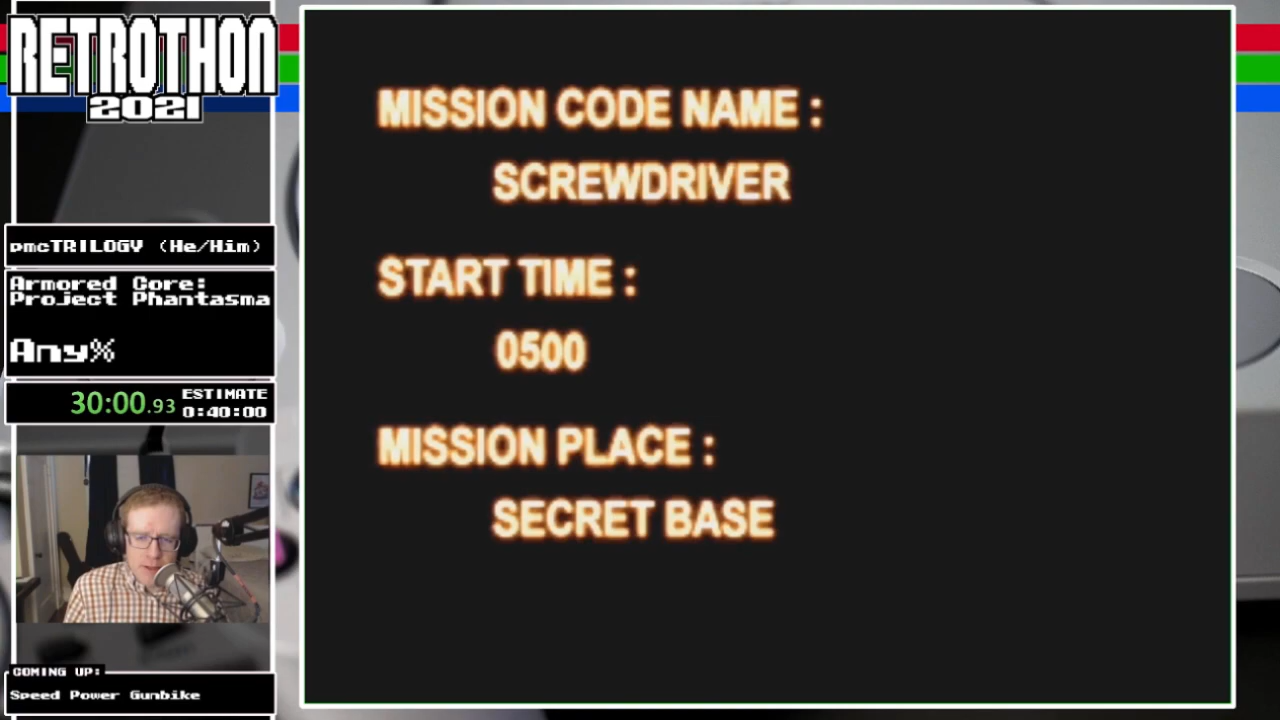 RETROTHON
2021
pmcTRILOGY (He/Him)
Armored Core:
Project Phantasma
Any%
30:00.93
ESTIMATE
0:40:00
COMING UP:
Speed Power Gunbike
MISSION CODE NAME :
SCREWDRIVER
START TIME :
0500
MISSION PLACE :
SECRET BASE